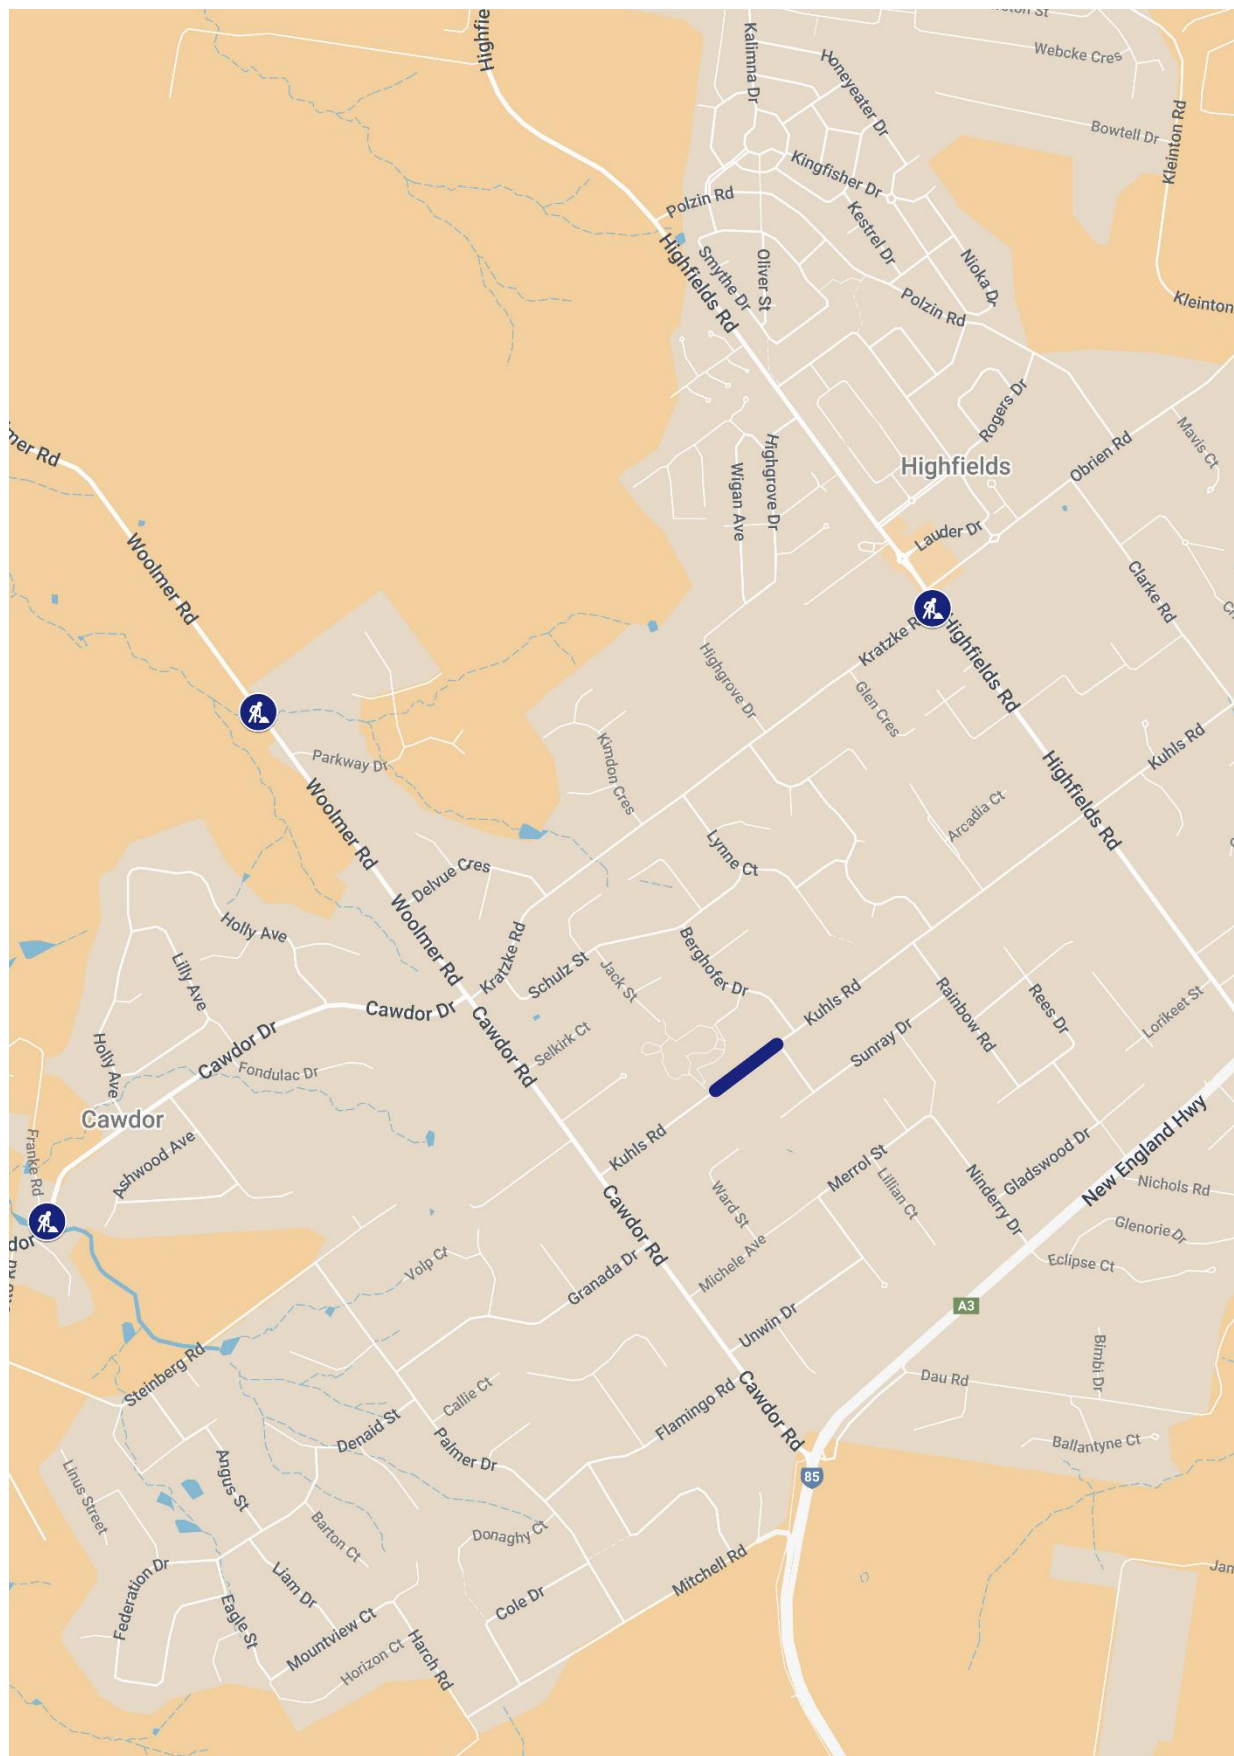 Webcke Cres
Bowtell Dr
Kleinton Rd
Kalimna Dr
Honeyeater Dr
Kingfisher Dr
Polzin Rd
Kestrel Dr
Smythe Dr
Oliver St
Nioka Dr
Highfields Rd
Polzin Rd
Kleinton
Rogers Dr
Mavis Ct
Obrien Rd
Highfields
Highgrove Dr
Wigan Ave
Lauder Dr
Clarke Rd
Woolmer Rd
Highfields Rd
Highgrove Dr
Glen Cres
Kimdon Cres
Parkway Dr
Kuhls Rd
Highfields Rd
Arcadia Ct
Woolmer Rd
Lynne Ct
Delvue Cres
Holly Ave
Woolmer Rd
Kratzke Rd
Berghofer Dr
Lilly Ave
Schulz St
Jack St
Kuhls Rd
Rainbow Rd
Rees Dr
Lorikeet St
Cawdor Dr
Cawdor Rd
Selkirk Ct
Sunray Dr
Cawdor Dr
Holly Ave
Fondulac Dr
Cawdor
Franke Rd
Ashwood Ave
Kuhls Rd
New England Hwy
Merrol St
Gladswood Dr
Lillian Ct
Ninderry Dr
Nichols Rd
Ward St
Cawdor Rd
Glenorie Dr
Michele Ave
Eclipse Ct
Volp Ct
Granada Dr
A3
Unwin Dr
Bimbi Dr
Steinberg Rd
Dau Rd
Callie Ct
Flamingo Rd
Cawdor Rd
Denaid St
Palmer Dr
Ballantyne Ct
85
Linus Street
Angus St
Barton Ct
Donaghy Ct
Mitchell Rd
Federation Dr
Liam Dr
Cole Dr
Eagle St
Mountview Ct
Horizon Ct
Harch Rd